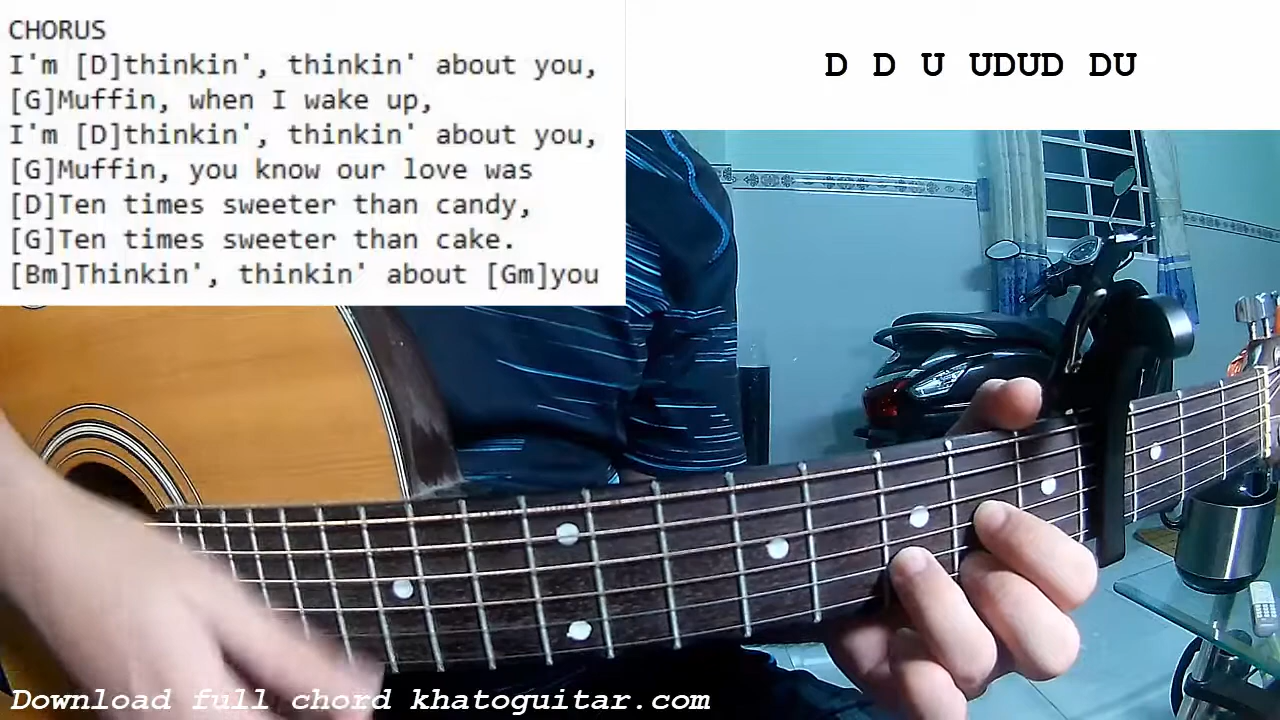 CHORUS
I'm [D]thinkin', thinkin' about you,
[G]Muffin, when I wake up,
I'm [D]thinkin', thinkin' about you,
[G]Muffin, you know our love was
[D]Ten times sweeter than candy,
[G]Ten times sweeter than cake.
[Bm]Thinkin', thinkin' about [Gm]you
D D U UDUD DU
Download full chord khatoguitar.com